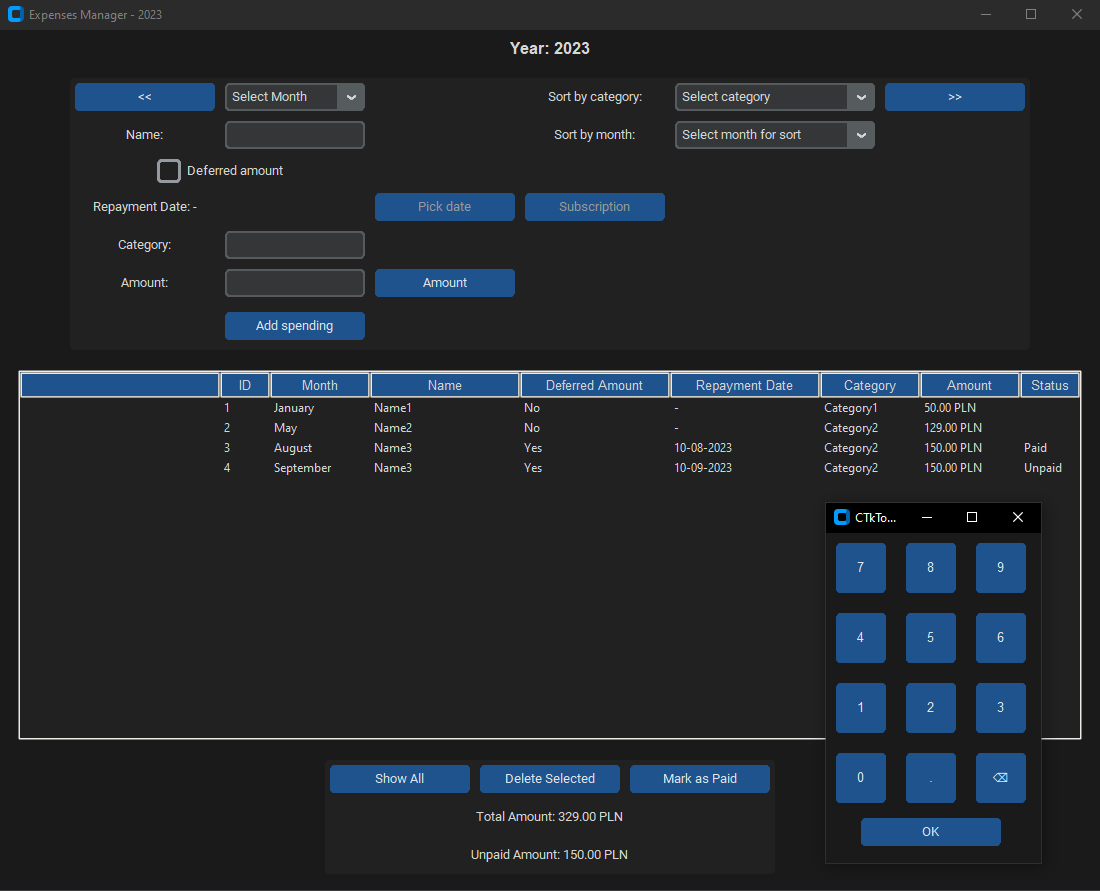 Expenses Manager - 2023
Year: 2023
<< Select Month Sort by category: Select category >>
Name: Sort by month: Select month for sort
Deferred amount
Repayment Date: - Pick date Subscription
Category:
Amount: Amount
Add spending
ID Month Name Deferred Amount Repayment Date Category Amount Status
1 January Name1 No - Category1 50.00 PLN
2 May Name2 No - Category2 129.00 PLN
3 August Name3 Yes 10-08-2023 Category2 150.00 PLN Paid
4 September Name3 Yes 10-09-2023 Category2 150.00 PLN Unpaid
CTkTo...
7 8 9
4 5 6
1 2 3
0 . ⌫
OK
Show All Delete Selected Mark as Paid
Total Amount: 329.00 PLN
Unpaid Amount: 150.00 PLN